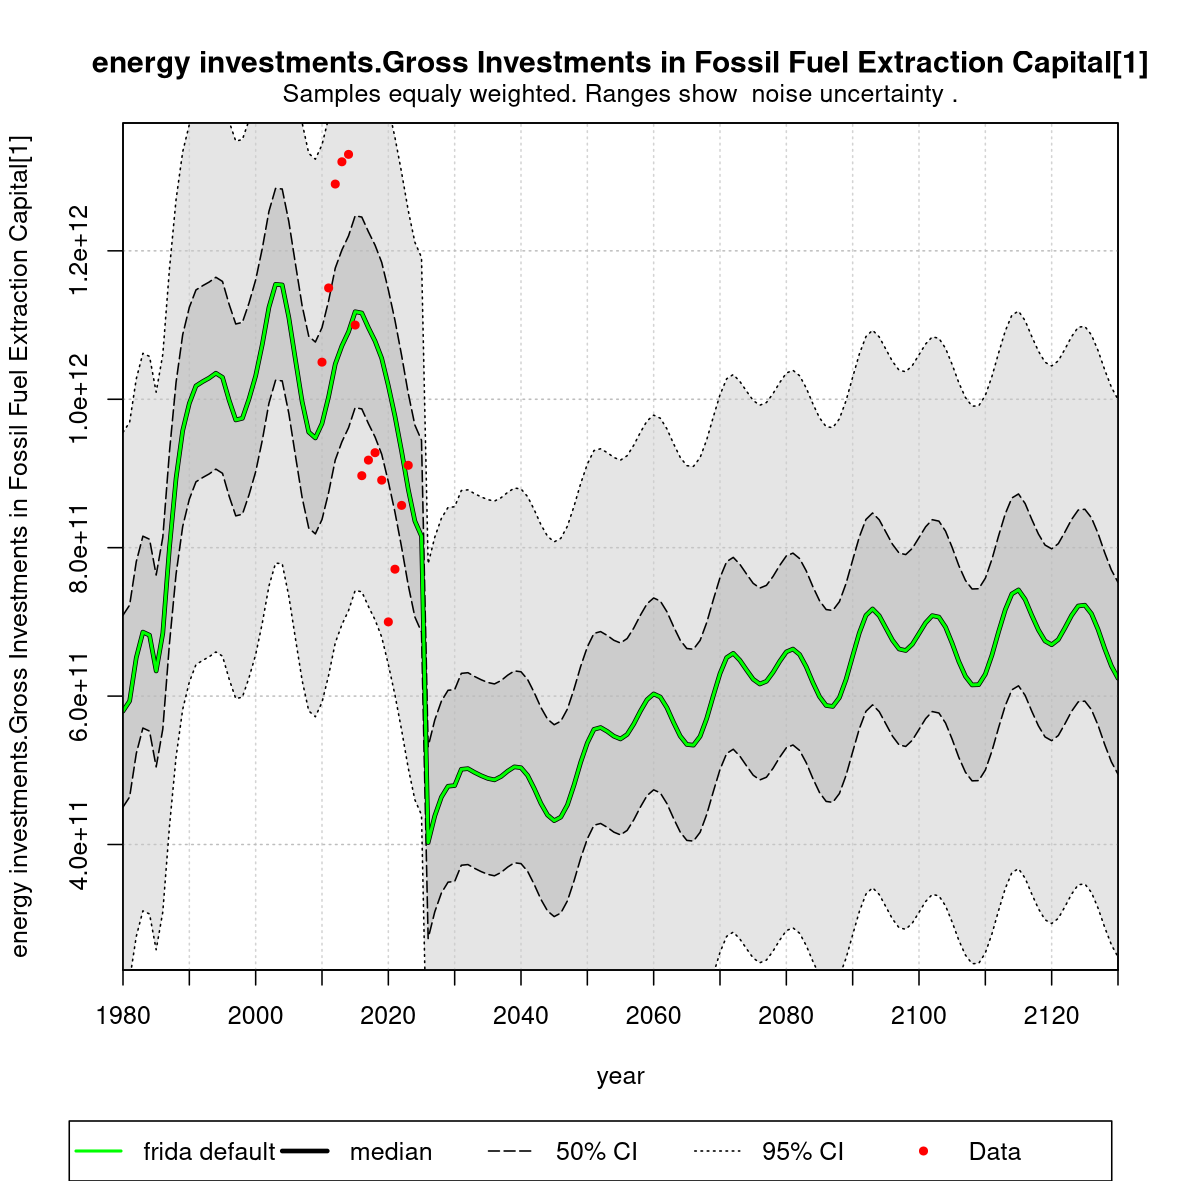 energy investments.Gross Investments in Fossil Fuel Extraction Capital[1]
Samples equaly weighted. Ranges show  noise uncertainty .
energy investments.Gross Investments in Fossil Fuel Extraction Capital[1]
1.2e+12
1.0e+12
8.0e+11
6.0e+11
4.0e+11
1980 2000 2020 2040 2060 2080 2100 2120
year
frida default median 50% CI 95% CI Data